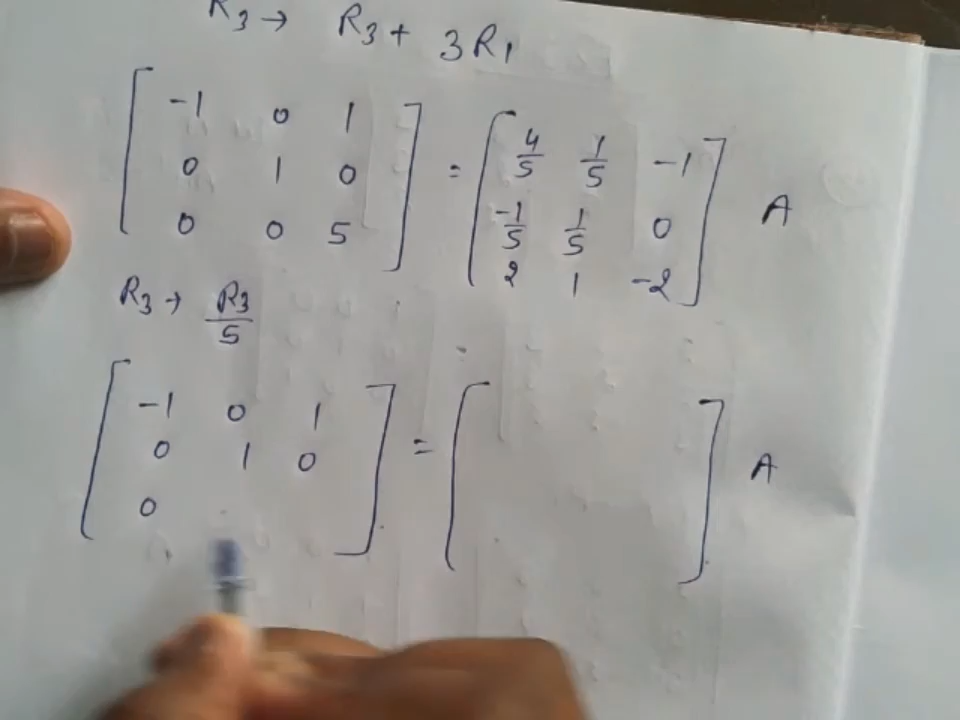 R3 → R3 + 3R1
[ -1 0 1 ] = [ 4/5 1/5 -1 ] A
[ 0 1 0 ] [ -1/5 1/5 0 ]
[ 0 0 5 ] [ 2 1 -2 ]
R3 → R3/5
[ -1 0 1 ] = [ ] A
[ 0 1 0 ]
[ 0 ]